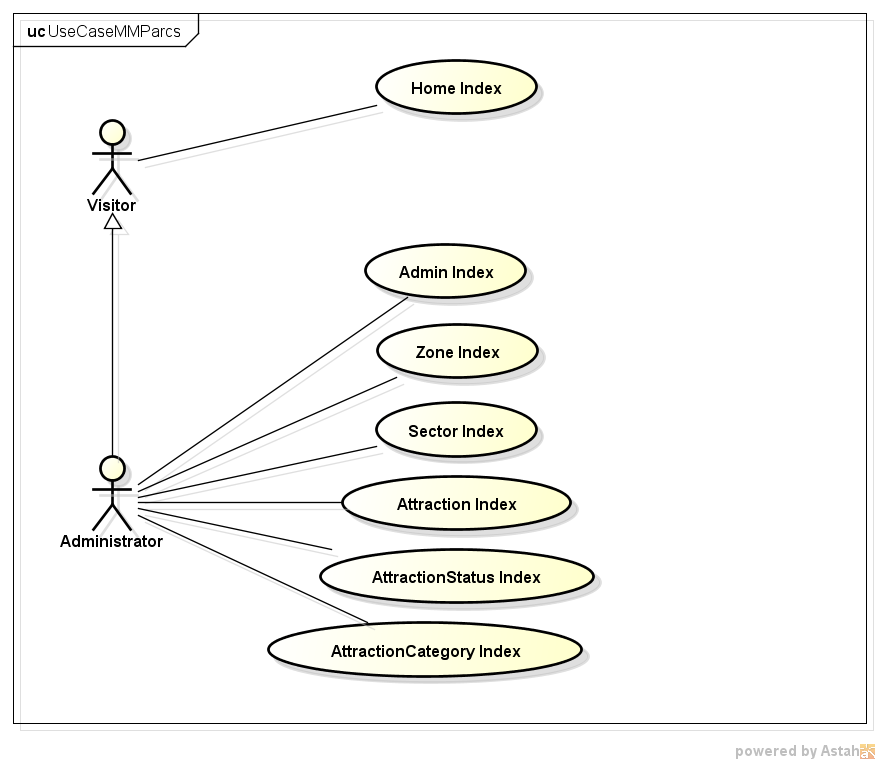 uc UseCaseMMParcs
Home Index
Visitor
Admin Index
Zone Index
Sector Index
Attraction Index
Administrator
AttractionStatus Index
AttractionCategory Index
powered by Astah